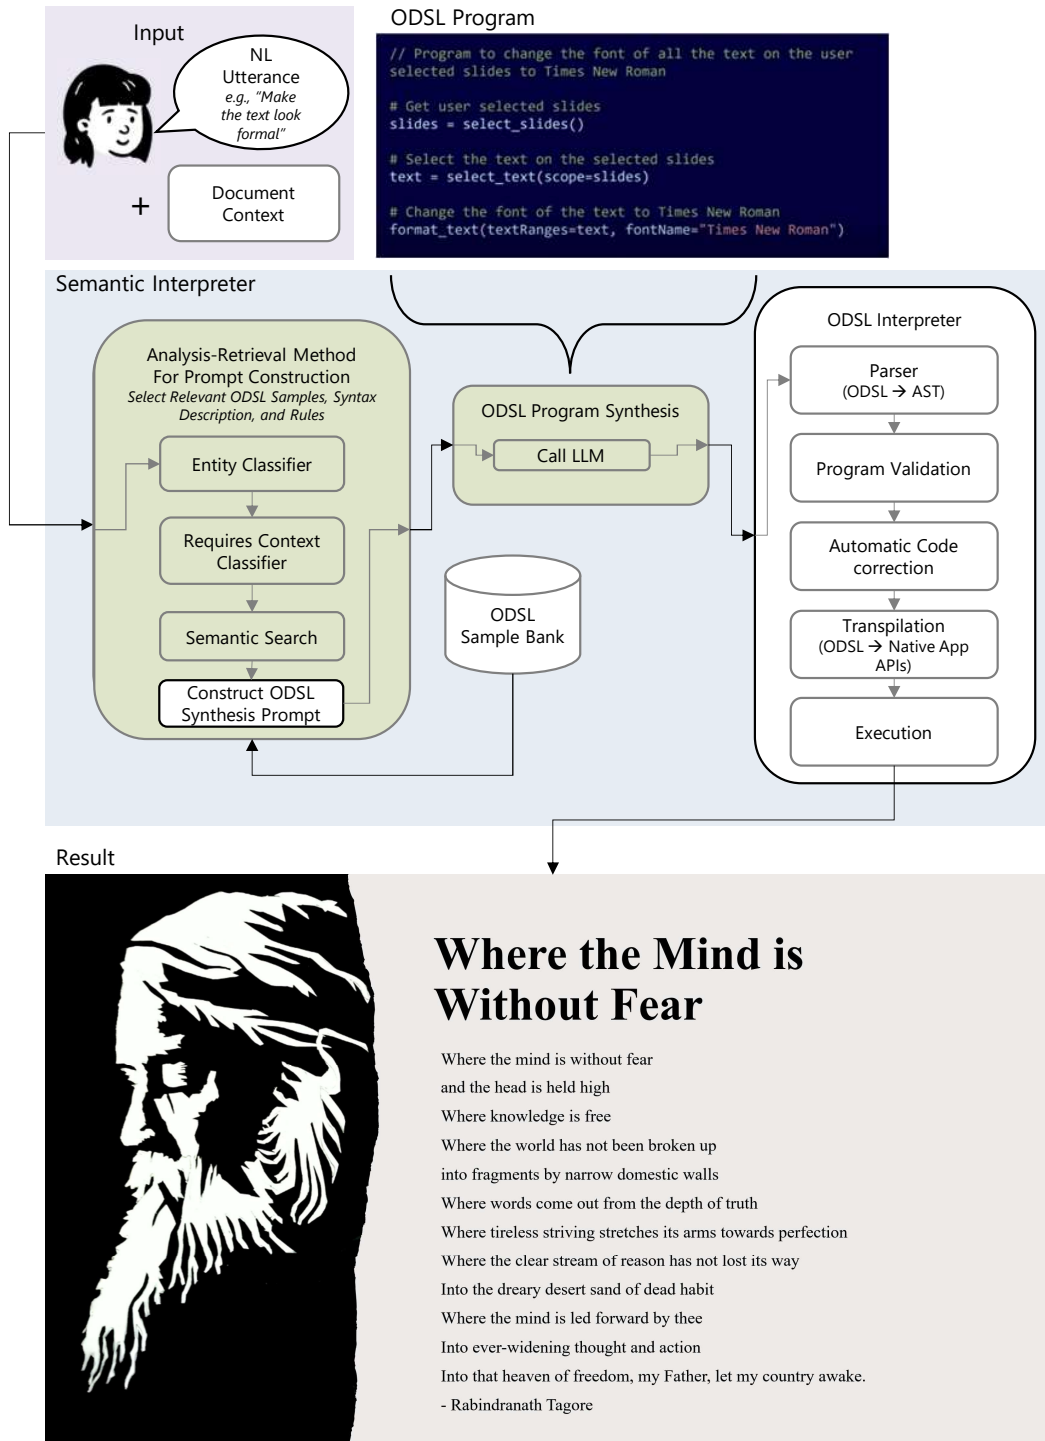 Input
NL
Utterance
e.g., “Make
the text look
formal”
+
Document
Context
ODSL Program
// Program to change the font of all the text on the user
selected slides to Times New Roman
# Get user selected slides
slides = select_slides()
# Select the text on the selected slides
text = select_text(scope=slides)
# Change the font of the text to Times New Roman
format_text(textRanges=text, fontName="Times New Roman")
Semantic Interpreter
Analysis-Retrieval Method
For Prompt Construction
Select Relevant ODSL Samples, Syntax
Description, and Rules
Entity Classifier
Requires Context
Classifier
Semantic Search
Construct ODSL
Synthesis Prompt
ODSL Program Synthesis
Call LLM
ODSL
Sample Bank
ODSL Interpreter
Parser
(ODSL → AST)
Program Validation
Automatic Code
correction
Transpilation
(ODSL → Native App
APIs)
Execution
Result
Where the Mind is
Without Fear
Where the mind is without fear
and the head is held high
Where knowledge is free
Where the world has not been broken up
into fragments by narrow domestic walls
Where words come out from the depth of truth
Where tireless striving stretches its arms towards perfection
Where the clear stream of reason has not lost its way
Into the dreary desert sand of dead habit
Where the mind is led forward by thee
Into ever-widening thought and action
Into that heaven of freedom, my Father, let my country awake.
- Rabindranath Tagore